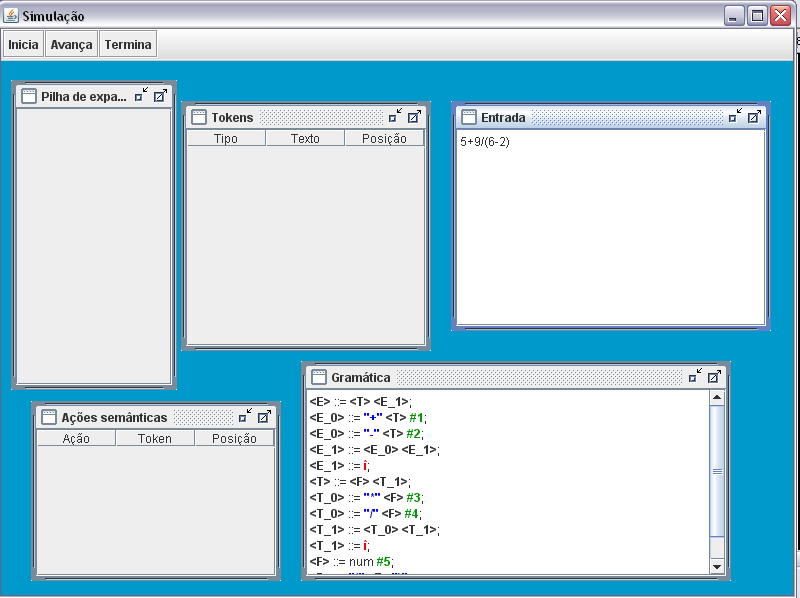 Simulação
Inicia Avança Termina
Pilha de expa...
Tokens
Tipo Texto Posição
Entrada
5+9/(6-2)
Ações semânticas
Ação Token Posição
Gramática
<E> ::= <T> <E_1>;
<E_0> ::= "+" <T> #1;
<E_0> ::= "-" <T> #2;
<E_1> ::= <E_0> <E_1>;
<E_1> ::= î;
<T> ::= <F> <T_1>;
<T_0> ::= "*" <F> #3;
<T_0> ::= "/" <F> #4;
<T_1> ::= <T_0> <T_1>;
<T_1> ::= î;
<F> ::= num #5;